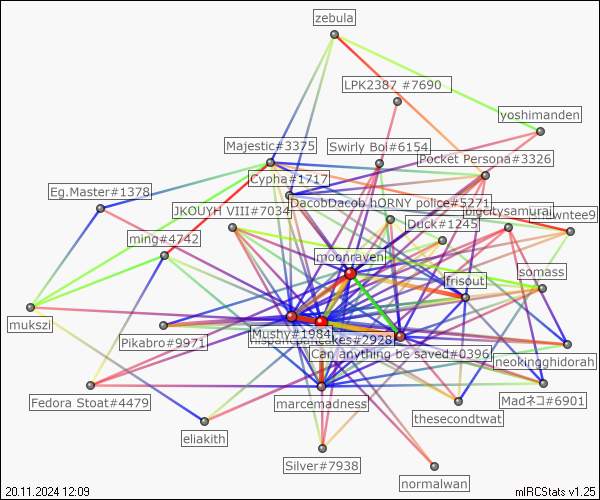 zebula
LPK2387 #7690
yoshimanden
Majestic#3375
Swirly Boi#6154
Pocket Persona#3326
Cypha#1717
Eg.Master#1378
DacobDacob hORNY police#5271
JKOUYH VIII#7034
pigcitysamurai
Duck#1245
ming#4742
moonraven
somass
frisout
mukszi
Mushy#1984
Pikabro#9971
hispanicpancakes#2928
Can anything be saved#0396
neokingghidorah
Fedora Stoat#4479
marcemadness
Madネコ#6901
thesecondtwat
eliakith
Silver#7938
normalwan
20.11.2024 12:09
mIRCStats v1.25